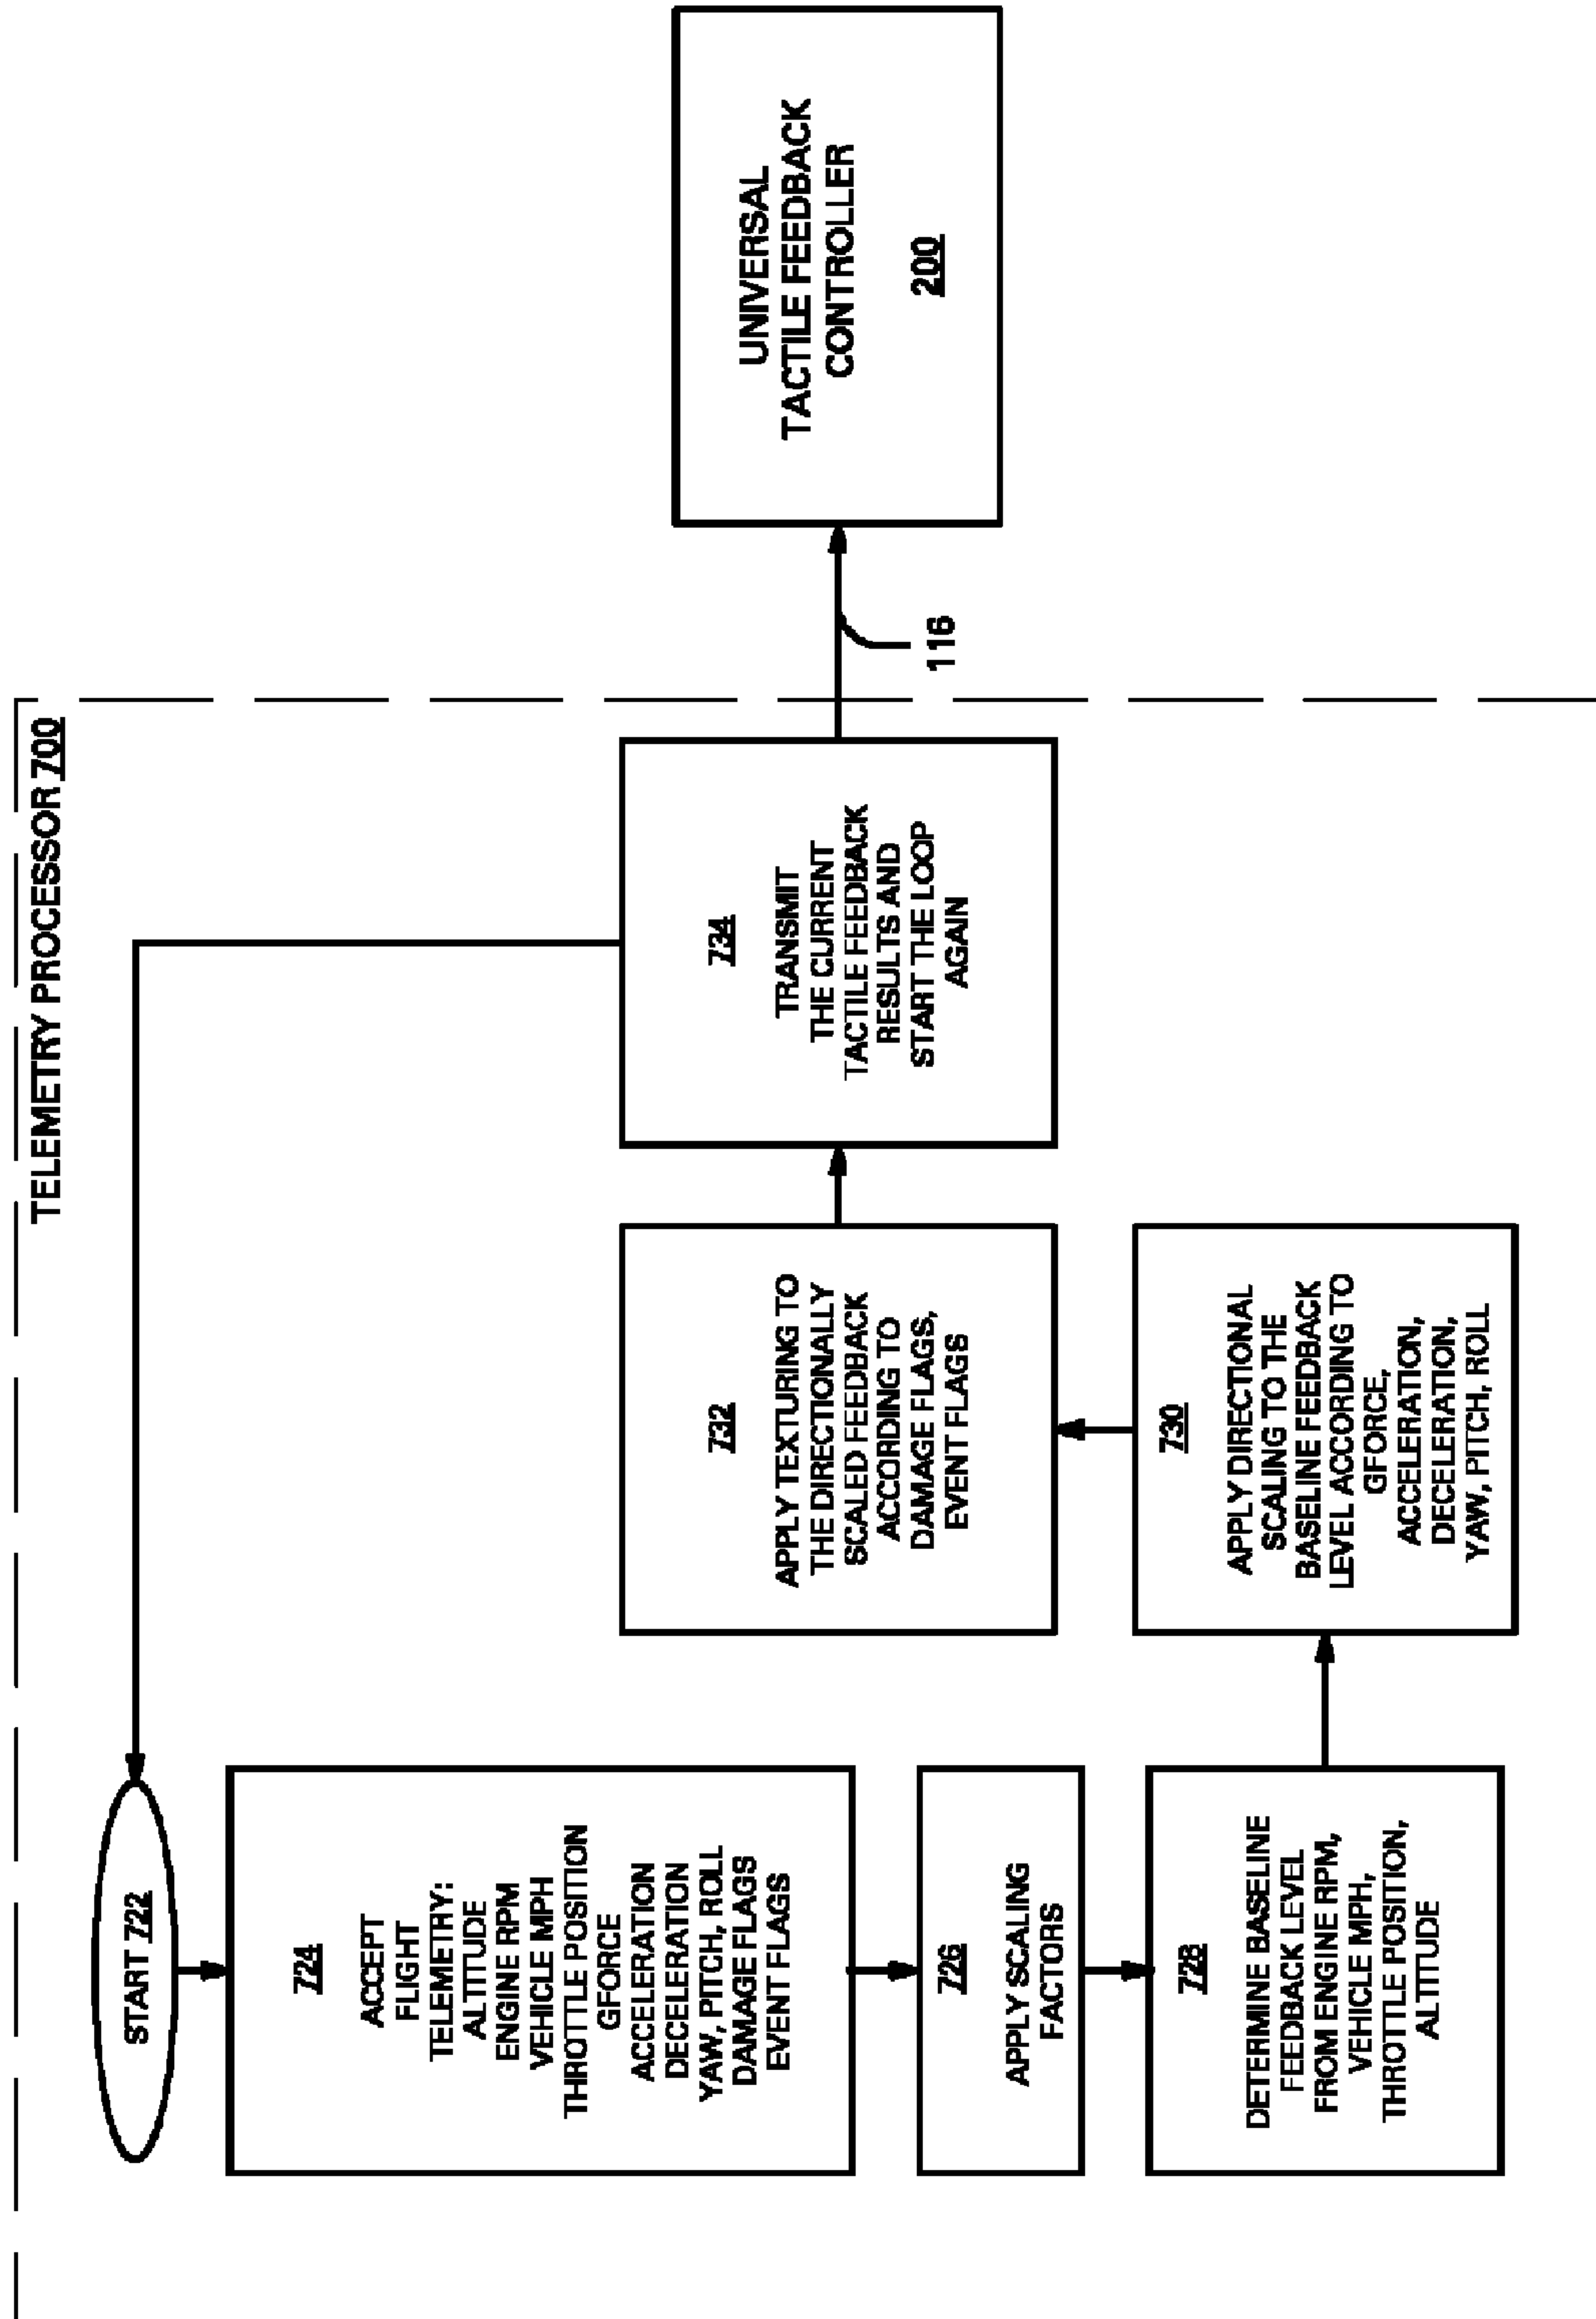 TELEMETRY PROCESSOR 700
START 722
724
ACCEPT
FLIGHT
TELEMETRY:
ALTITUDE
ENGINE RPM
VEHICLE MPH
THROTTLE POSITION
GFORCE
ACCELERATION
DECELERATION
YAW, PITCH, ROLL
DAMAGE FLAGS
EVENT FLAGS
726
APPLY SCALING
FACTORS
728
DETERMINE BASELINE
FEEDBACK LEVEL
FROM ENGINE RPM,
VEHICLE MPH,
THROTTLE POSITION,
ALTITUDE
730
APPLY DIRECTIONAL
SCALING TO THE
BASELINE FEEDBACK
LEVEL ACCORDING TO
GFORCE,
ACCELERATION,
DECELERATION,
YAW, PITCH, ROLL
732
APPLY TEXTURING TO
THE DIRECTIONALLY
SCALED FEEDBACK
ACCORDING TO
DAMAGE FLAGS,
EVENT FLAGS
734
TRANSMIT
THE CURRENT
TACTILE FEEDBACK
RESULTS AND
START THE LOOP
AGAIN
116
UNIVERSAL
TACTILE FEEDBACK
CONTROLLER
200